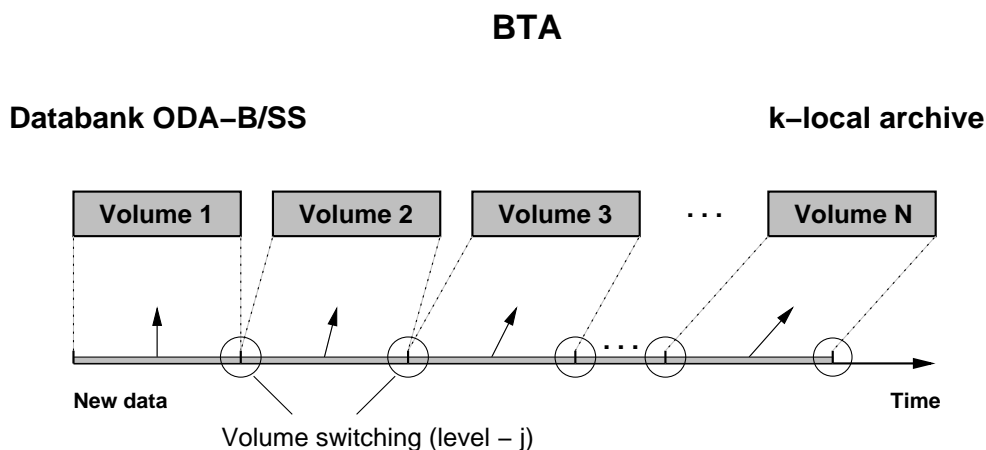 BTA
Databank ODA–B/SS
k–local archive
Volume 1
Volume 2
Volume 3
. . .
Volume N
. . .
New data
Time
Volume switching (level – j)